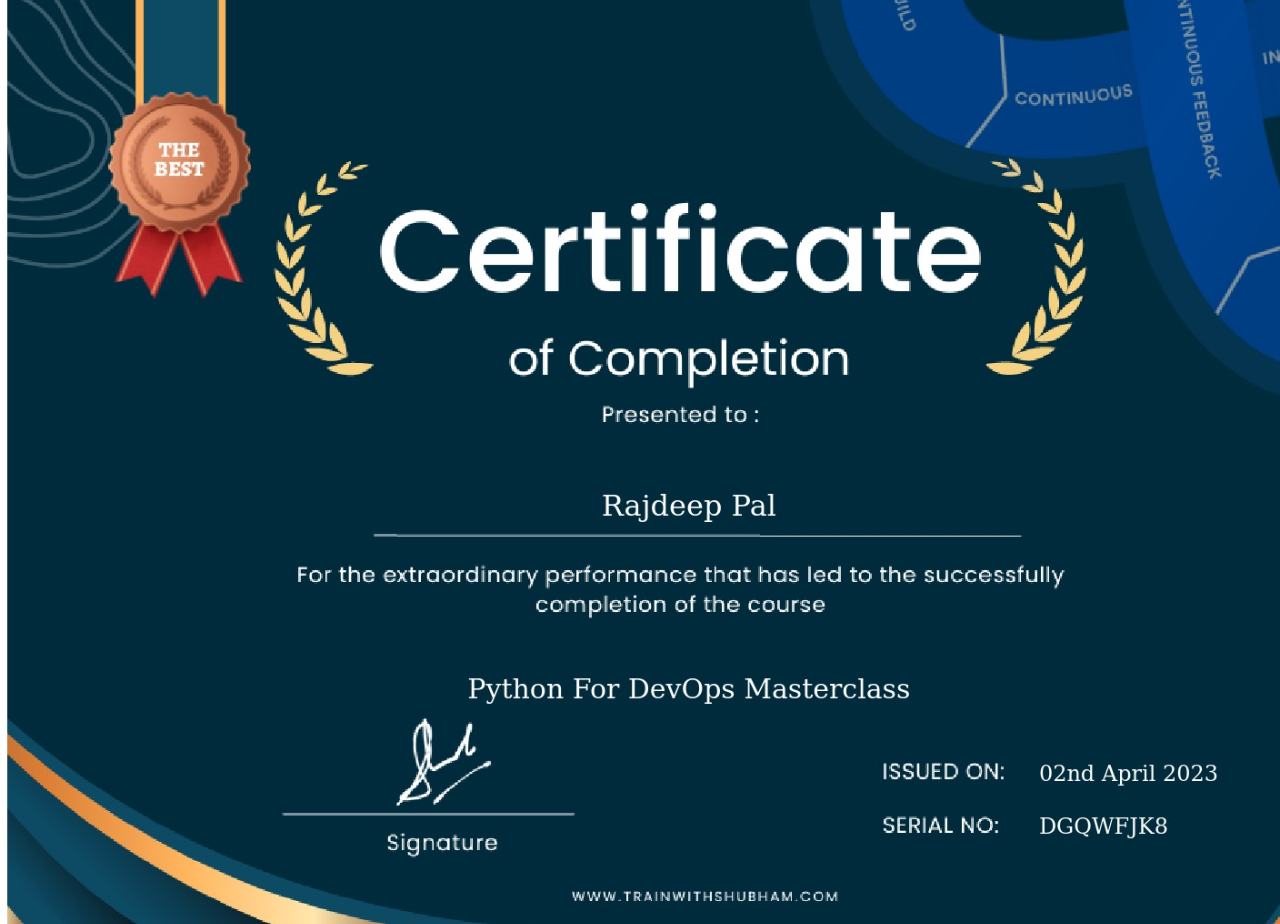 CONTINUOUS
CONTINUOUS FEEDBACK
THE
BEST
Certificate
of Completion
Presented to :
Rajdeep Pal
For the extraordinary performance that has led to the successfully
completion of the course
Python For DevOps Masterclass
ISSUED ON: 02nd April 2023
SERIAL NO: DGQWFJK8
Signature
WWW.TRAINWITHSHUBHAM.COM